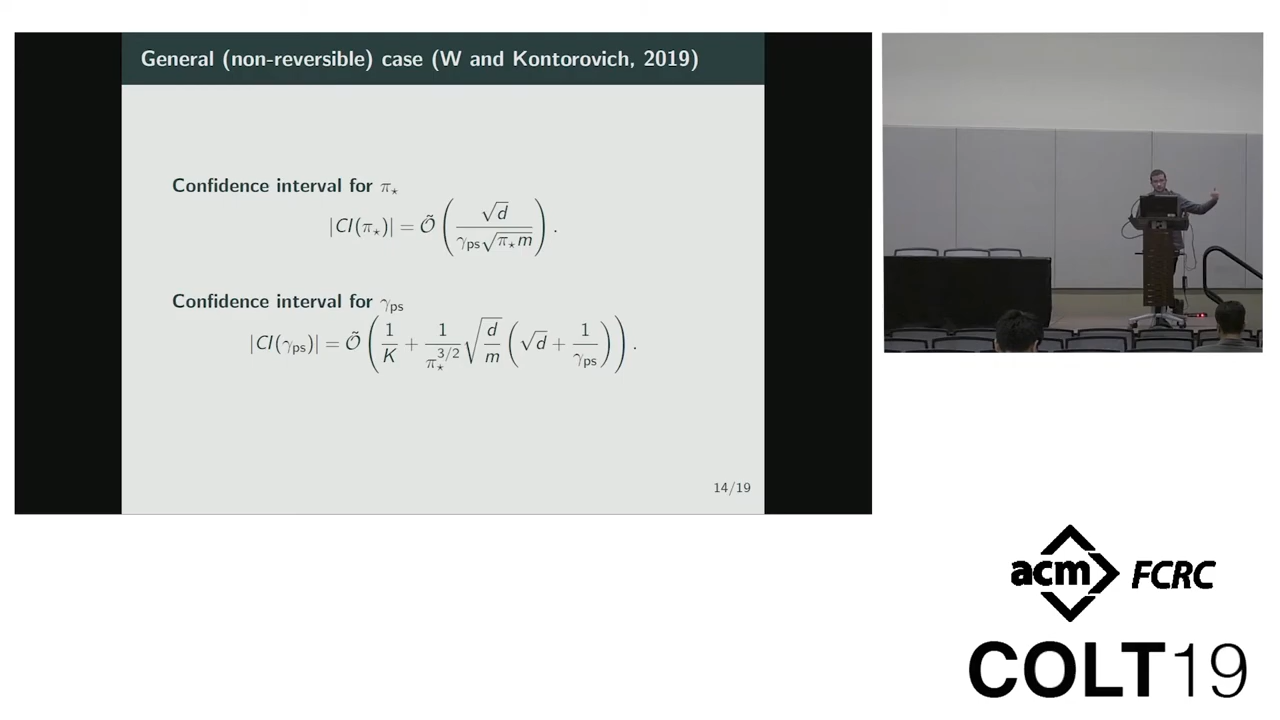 General (non-reversible) case (W and Kontorovich, 2019)
Confidence interval for π⋆
|CI(π⋆)| = Õ ( √d / γps √π⋆m ) .
Confidence interval for γps
|CI(γps)| = Õ ( 1/K + 1/π⋆^3/2 √d/m ( √d + 1/γps ) ) .
14/19
acm FCRC
COLT19